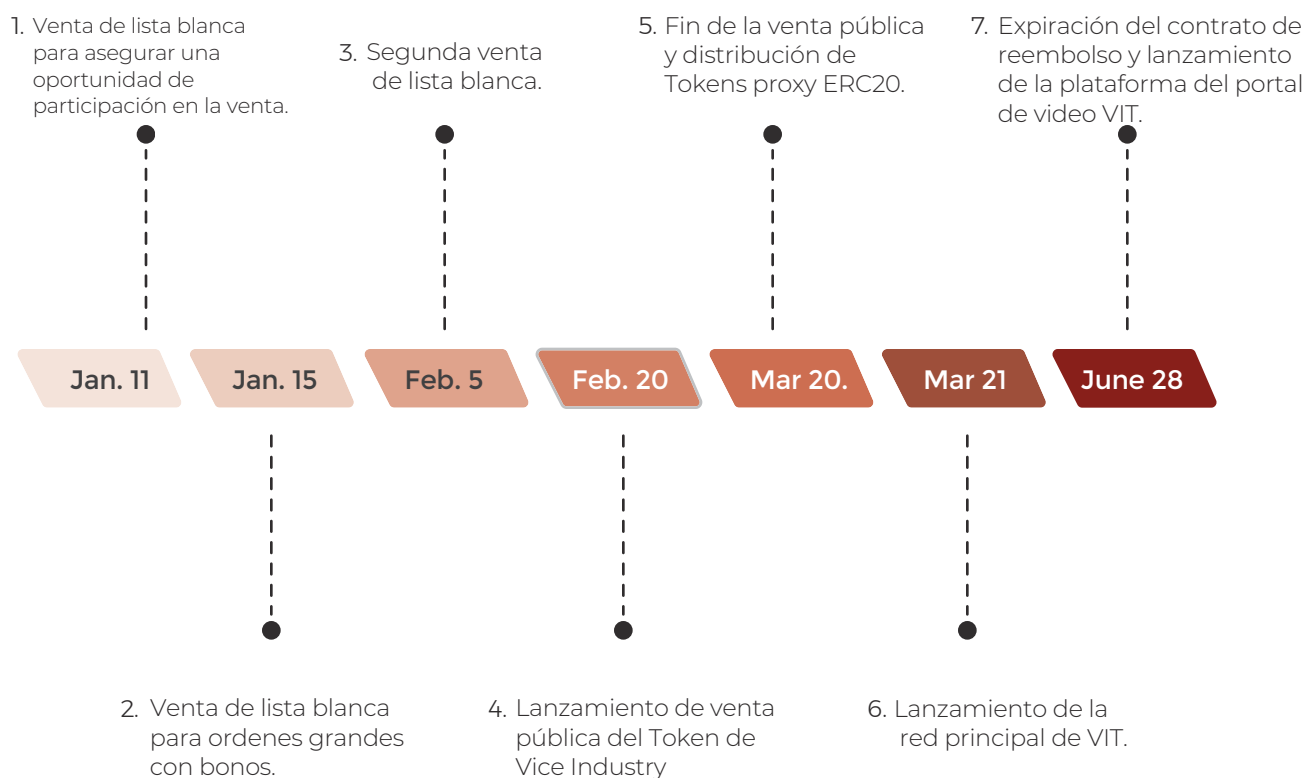 1. Venta de lista blanca
para asegurar una
oportunidad de
participación en la venta.
3. Segunda venta
de lista blanca.
5. Fin de la venta pública
y distribución de
Tokens proxy ERC20.
7. Expiración del contrato de
reembolso y lanzamiento
de la plataforma del portal
de video VIT.
Jan. 11
Jan. 15
Feb. 5
Feb. 20
Mar 20.
Mar 21
June 28
2. Venta de lista blanca
para ordenes grandes
con bonos.
4. Lanzamiento de venta
pública del Token de
Vice Industry
6. Lanzamiento de la
red principal de VIT.